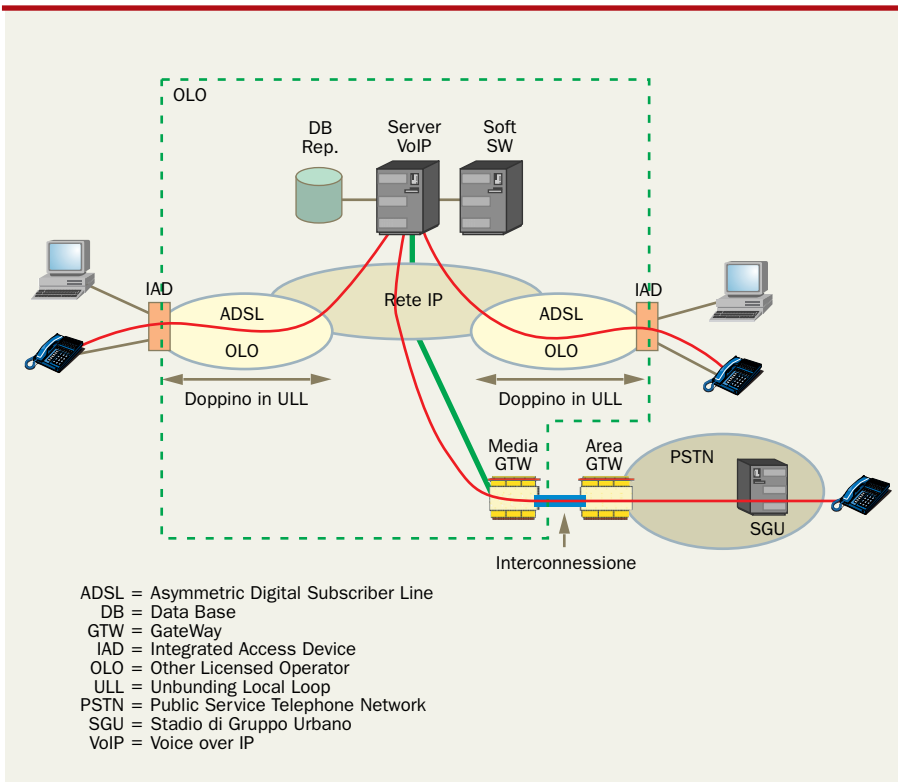 OLO
DB
Rep.
Server
VoIP
Soft
SW
IAD
ADSL
OLO
Doppino in ULL
Rete IP
IAD
ADSL
OLO
Doppino in ULL
Media
GTW
Area
GTW
PSTN
SGU
Interconnessione
ADSL = Asymmetric Digital Subscriber Line
DB = Data Base
GTW = GateWay
IAD = Integrated Access Device
OLO = Other Licensed Operator
ULL = Unbunding Local Loop
PSTN = Public Service Telephone Network
SGU = Stadio di Gruppo Urbano
VoIP = Voice over IP